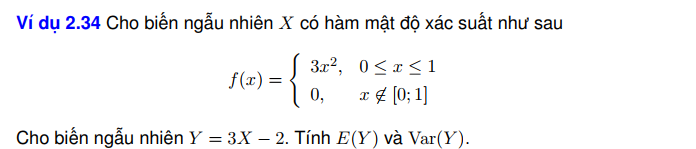 Ví dụ 2.34 Cho biến ngẫu nhiên X có hàm mật độ xác suất như sau
f(x) = { 3x², 0 ≤ x ≤ 1
0, x ∉ [0; 1]
Cho biến ngẫu nhiên Y = 3X − 2. Tính E(Y) và Var(Y).